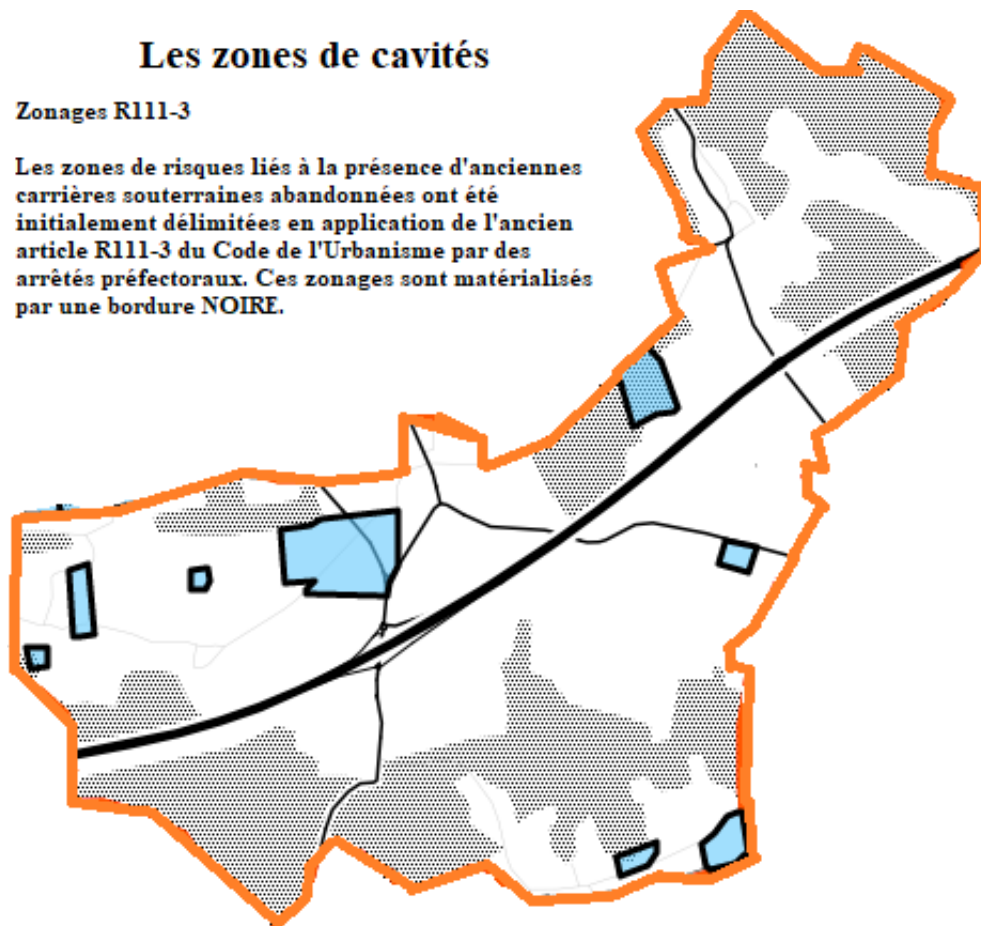 Les zones de cavités
Zonages R111-3
Les zones de risques liés à la présence d'anciennes
carrières souterraines abandonnées ont été
initialement délimitées en application de l'ancien
article R111-3 du Code de l'Urbanisme par des
arrêtés préfectoraux. Ces zonages sont matérialisés
par une bordure NOIRE.